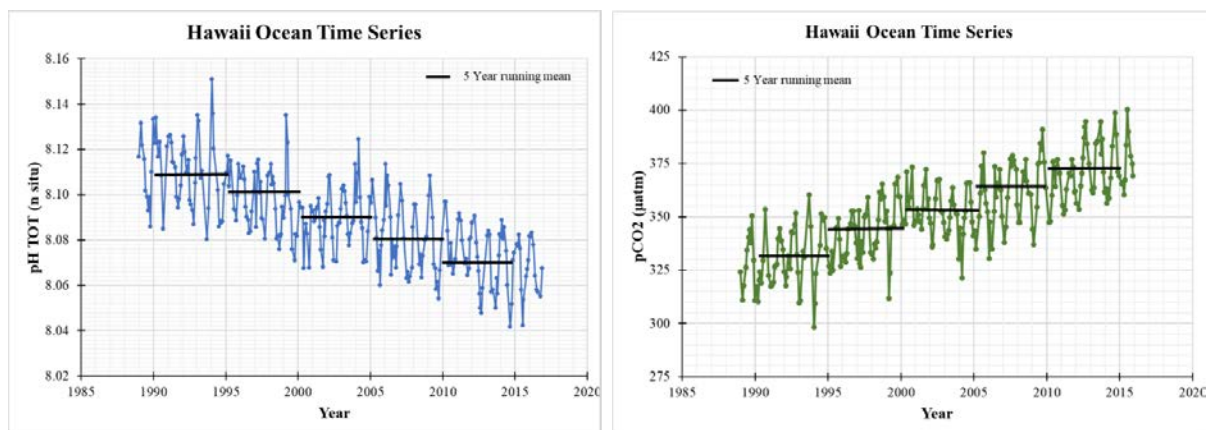 Hawaii Ocean Time Series
5 Year running mean
8.16
8.14
8.12
8.10
8.08
8.06
8.04
8.02
pH TOT (n situ)
1985 1990 1995 2000 2005 2010 2015 2020
Year
Hawaii Ocean Time Series
5 Year running mean
425
400
375
350
325
300
275
pCO2 (µatm)
1985 1990 1995 2000 2005 2010 2015 2020
Year